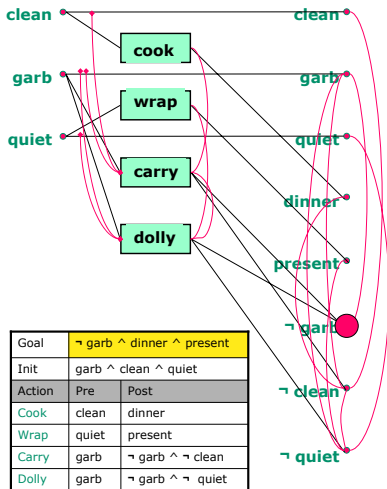 clean
garb
quiet
cook
wrap
carry
dolly
clean
garb
quiet
dinner
present
¬ garb
¬ clean
¬ quiet
Goal ¬ garb ^ dinner ^ present
Init garb ^ clean ^ quiet
Action Pre Post
Cook clean dinner
Wrap quiet present
Carry garb ¬ garb ^ ¬ clean
Dolly garb ¬ garb ^ ¬ quiet